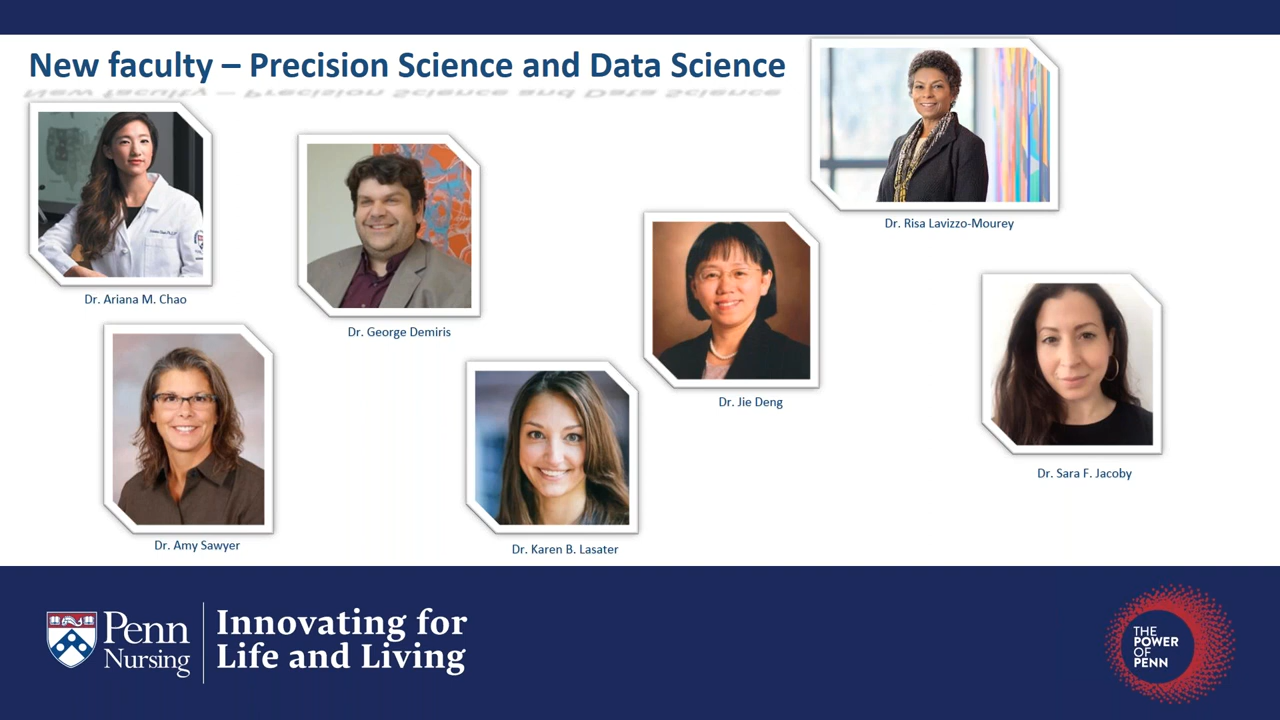 New faculty – Precision Science and Data Science
Dr. Risa Lavizzo-Mourey
Dr. Ariana M. Chao
Dr. George Demiris
Dr. Jie Deng
Dr. Sara F. Jacoby
Dr. Amy Sawyer
Dr. Karen B. Lasater
Penn
Nursing
Innovating for
Life and Living
THE
POWER
OF
PENN